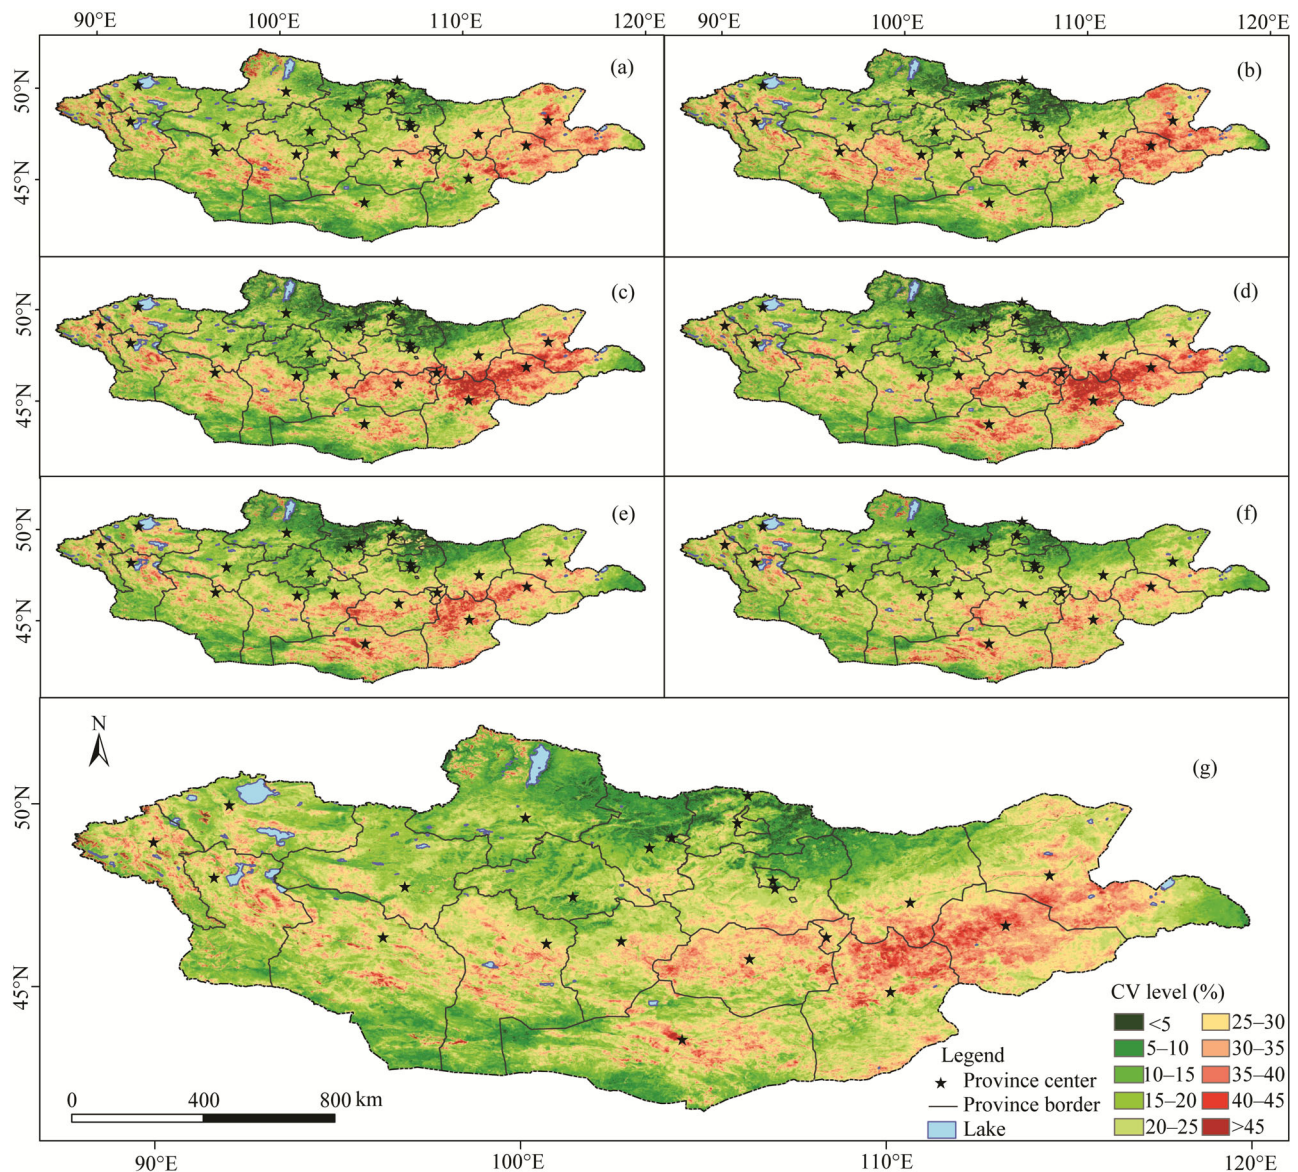 90°E 100°E 110°E 120°E 90°E 100°E 110°E 120°E
50°N
45°N
(a)
(b)
50°N
45°N
(c)
(d)
50°N
45°N
(e)
(f)
N
(g)
50°N
45°N
CV level (%)
<5 25–30
5–10 30–35
10–15 35–40
15–20 40–45
20–25 >45
Legend
Province center
Province border
Lake
0 400 800 km
90°E 100°E 110°E 120°E